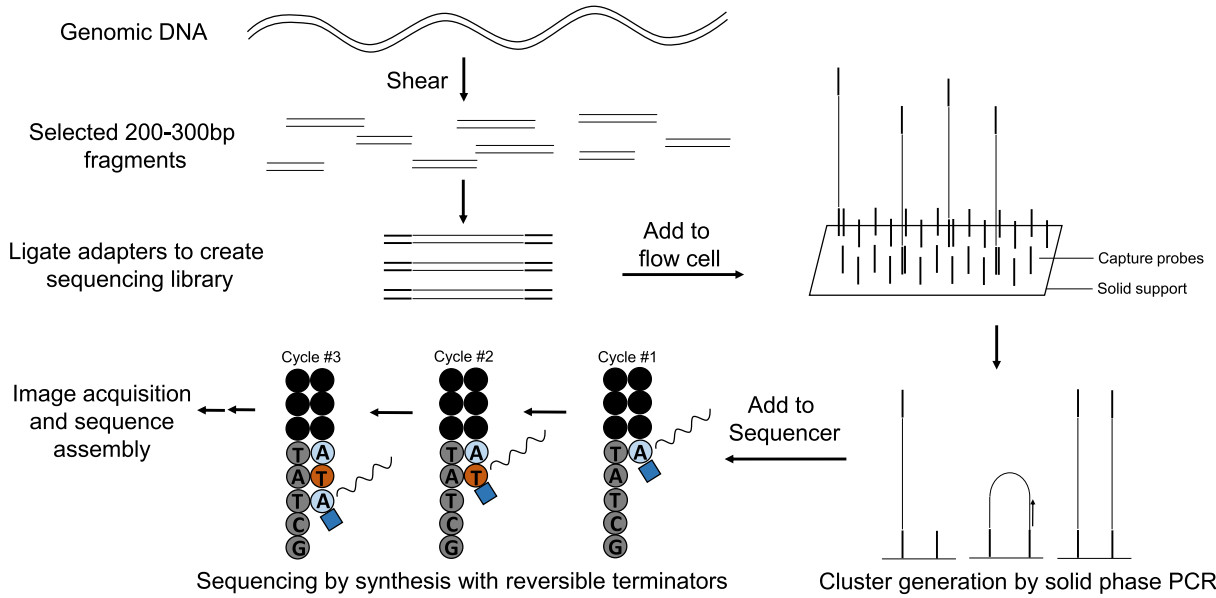 Genomic DNA
Shear
Selected 200-300bp
fragments
Ligate adapters to create
sequencing library
Add to
flow cell
Capture probes
Solid support
Cluster generation by solid phase PCR
Add to
Sequencer
Cycle #1
T A
A
T
C
G
Cycle #2
T A
A T
T
C
G
Cycle #3
T A
A T
T A
C
G
Sequencing by synthesis with reversible terminators
Image acquisition
and sequence
assembly